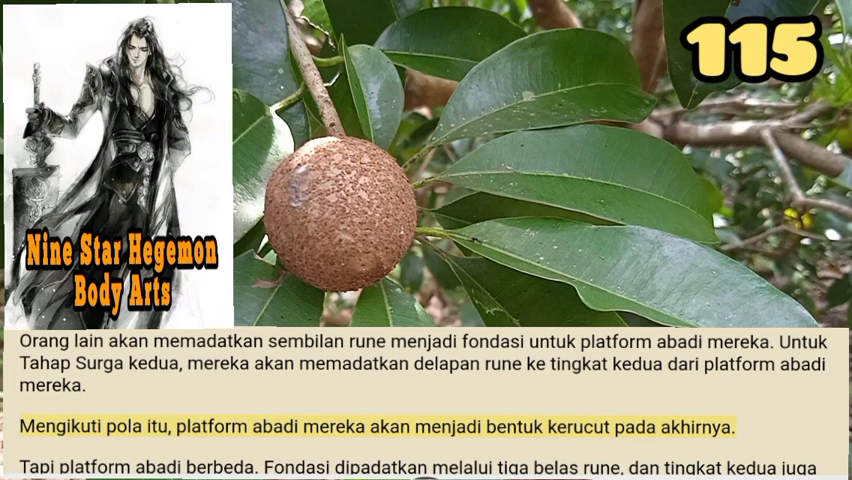 115
Nine Star Hegemon
Body Arts
Orang lain akan memadatkan sembilan rune menjadi fondasi untuk platform abadi mereka. Untuk
Tahap Surga kedua, mereka akan memadatkan delapan rune ke tingkat kedua dari platform abadi
mereka.
Mengikuti pola itu, platform abadi mereka akan menjadi bentuk kerucut pada akhirnya.
Tapi platform abadi berbeda. Fondasi dipadatkan melalui tiga belas rune, dan tingkat kedua juga